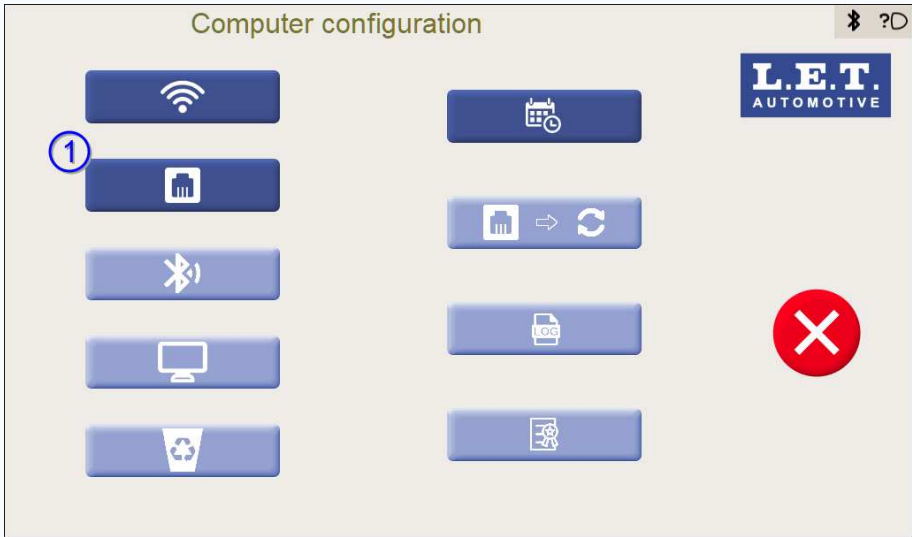 Computer configuration
?
L.E.T.
AUTOMOTIVE
1
LOG